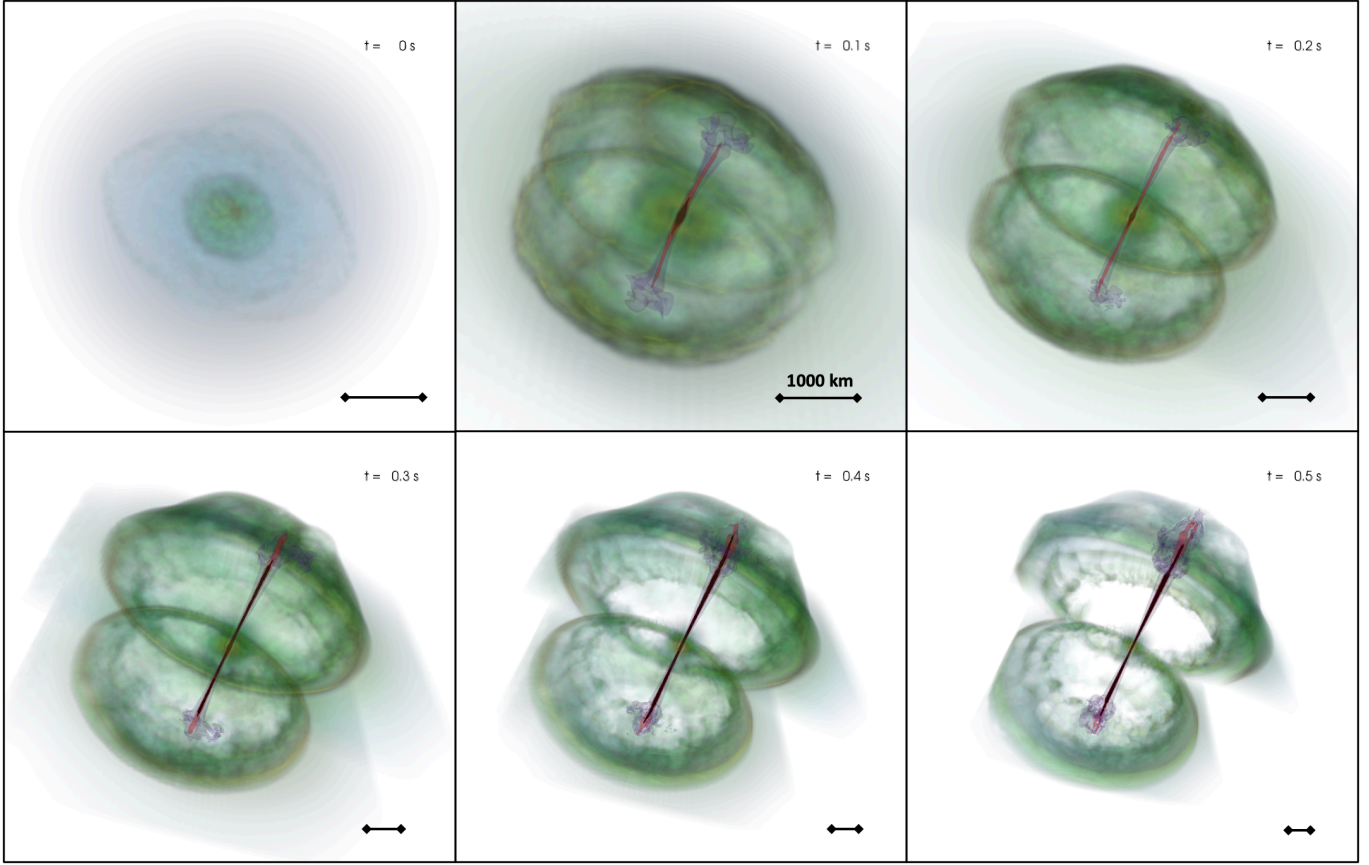 t = 0 s
t = 0.1 s
1000 km
t = 0.2 s
t = 0.3 s
t = 0.4 s
t = 0.5 s